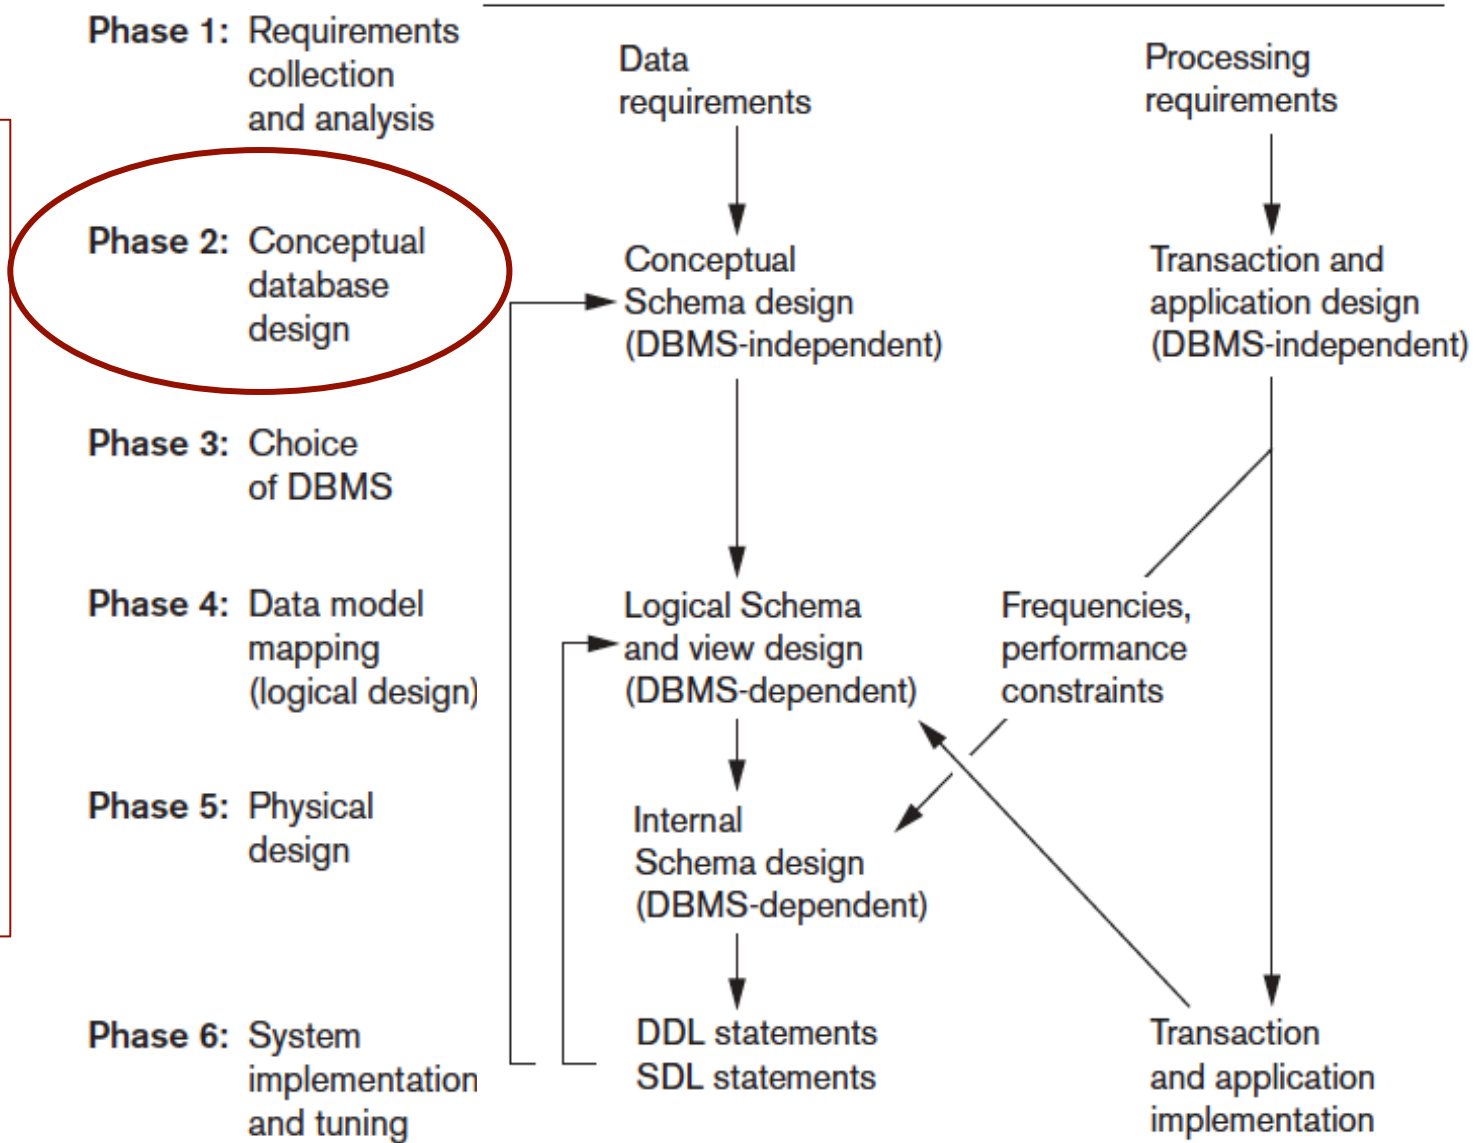 Phase 1: Requirements
collection
and analysis
Data
requirements
Processing
requirements
Phase 2: Conceptual
database
design
Conceptual
Schema design
(DBMS-independent)
Transaction and
application design
(DBMS-independent)
Phase 3: Choice
of DBMS
Phase 4: Data model
mapping
(logical design)
Logical Schema
and view design
(DBMS-dependent)
Frequencies,
performance
constraints
Phase 5: Physical
design
Internal
Schema design
(DBMS-dependent)
Phase 6: System
implementation
and tuning
DDL statements
SDL statements
Transaction
and application
implementation